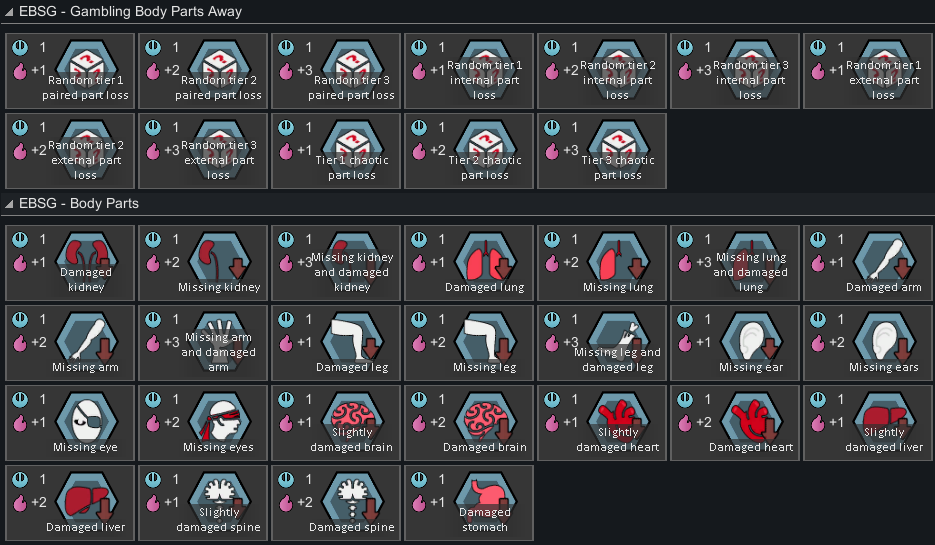 EBSG - Gambling Body Parts Away
1
+1
Random tier 1
paired part loss
1
+2
Random tier 2
paired part loss
1
+3
Random tier 3
paired part loss
1
+1
Random tier 1
internal part
loss
1
+2
Random tier 2
internal part
loss
1
+3
Random tier 3
internal part
loss
1
+1
Random tier 1
external part
loss
1
+2
Random tier 2
external part
loss
1
+3
Random tier 3
external part
loss
1
+1
Tier 1 chaotic
part loss
1
+2
Tier 2 chaotic
part loss
1
+3
Tier 3 chaotic
part loss
EBSG - Body Parts
1
+1
Damaged
kidney
1
+2
Missing kidney
1
+3
Missing kidney
and damaged
kidney
1
+1
Damaged lung
1
+2
Missing lung
1
+3
Missing lung
and damaged
lung
1
+1
Damaged arm
1
+2
Missing arm
1
+3
Missing arm
and damaged
arm
1
+1
Damaged leg
1
+2
Missing leg
1
+3
Missing leg and
damaged leg
1
+1
Missing ear
1
+2
Missing ears
1
+1
Missing eye
1
+2
Missing eyes
1
+1
Slightly
damaged brain
1
+2
Damaged brain
1
+1
Slightly
damaged heart
1
+2
Damaged heart
1
+1
Slightly
damaged liver
1
+2
Damaged liver
1
+1
Slightly
damaged spine
1
+2
Damaged spine
1
+1
Damaged
stomach